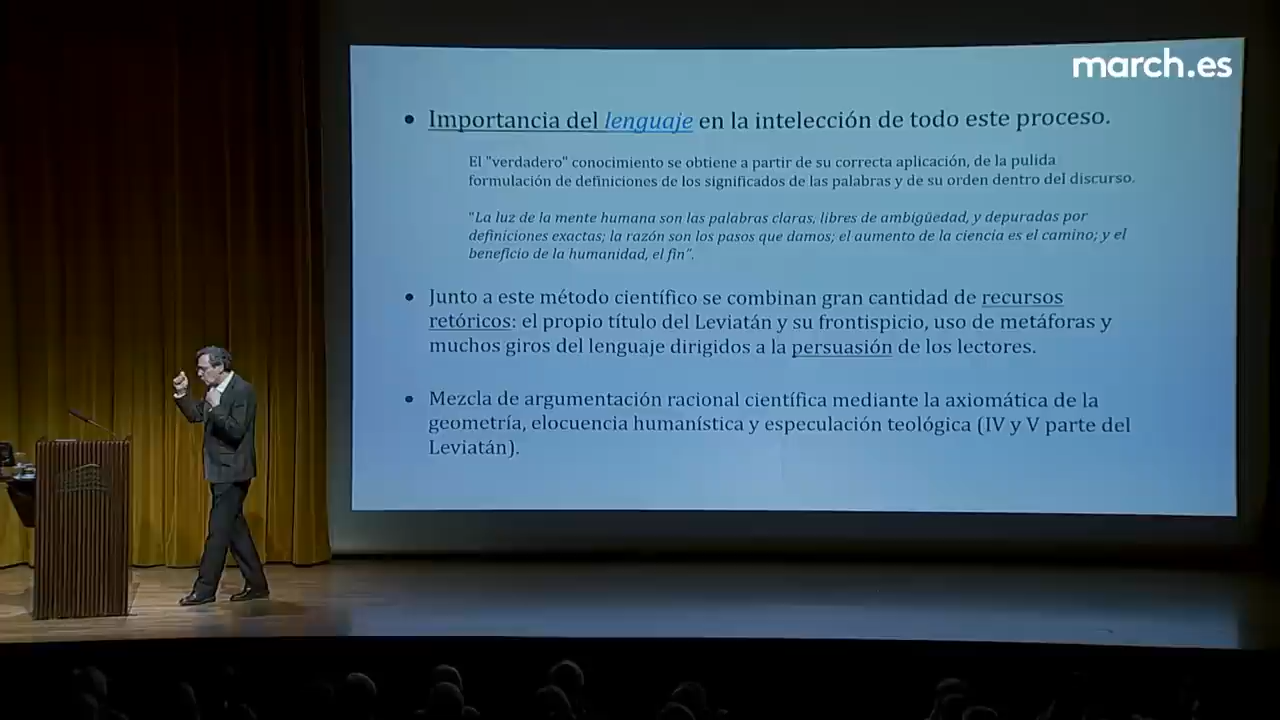 march.es
• Importancia del lenguaje en la intelección de todo este proceso.
El "verdadero" conocimiento se obtiene a partir de su correcta aplicación, de la pulida
formulación de definiciones de los significados de las palabras y de su orden dentro del discurso.
"La luz de la mente humana son las palabras claras, libres de ambigüedad, y depuradas por
definiciones exactas; la razón son los pasos que damos; el aumento de la ciencia es el camino; y el
beneficio de la humanidad, el fin".
• Junto a este método científico se combinan gran cantidad de recursos
retóricos: el propio título del Leviatán y su frontispicio, uso de metáforas y
muchos giros del lenguaje dirigidos a la persuasión de los lectores.
• Mezcla de argumentación racional científica mediante la axiomática de la
geometría, elocuencia humanística y especulación teológica (IV y V parte del
Leviatán).